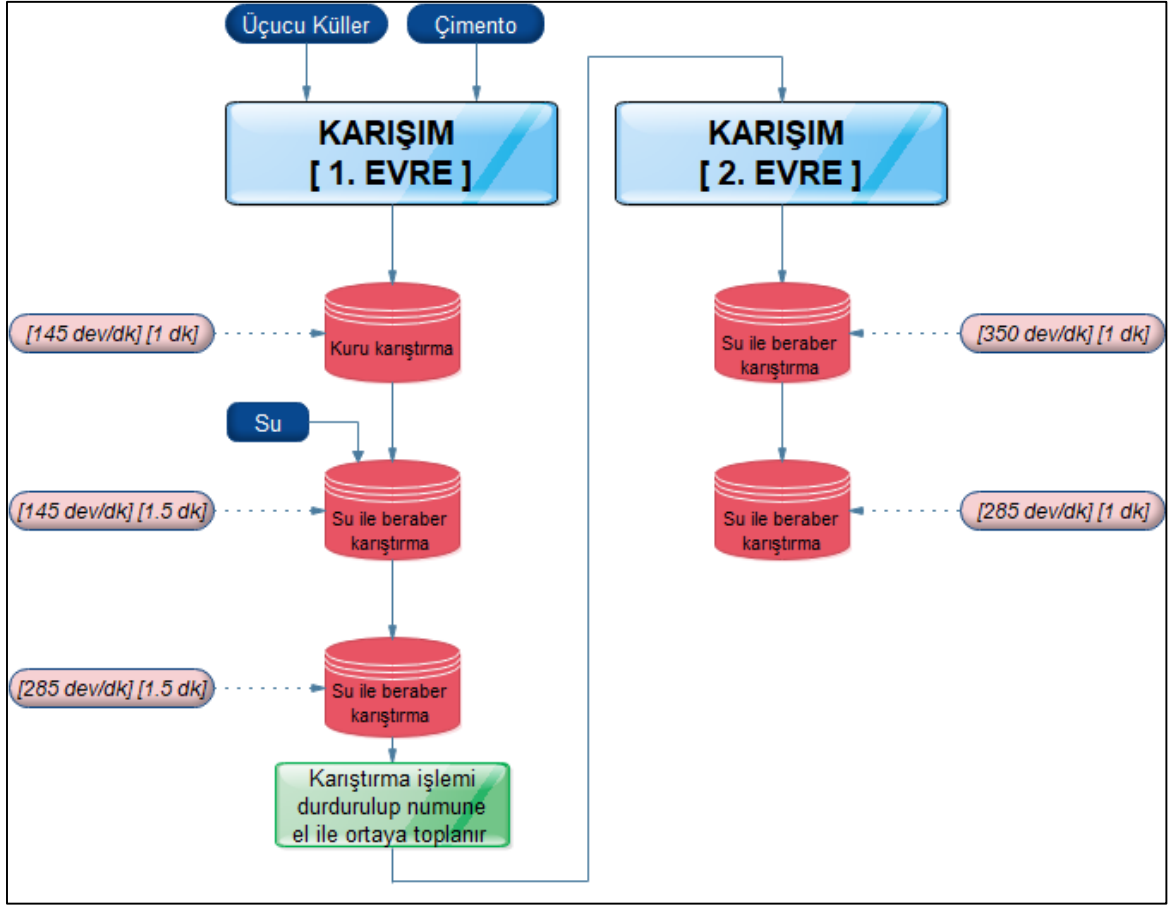 Üçucu Küller
Çimento
KARIŞIM
[ 1. EVRE ]
[145 dev/dk] [1 dk]
Kuru karıştırma
Su
[145 dev/dk] [1.5 dk]
Su ile beraber
karıştırma
[285 dev/dk] [1.5 dk]
Su ile beraber
karıştırma
Karıştırma işlemi
durdurulup numune
el ile ortaya toplanır
KARIŞIM
[ 2. EVRE ]
Su ile beraber
karıştırma
[350 dev/dk] [1 dk]
Su ile beraber
karıştırma
[285 dev/dk] [1 dk]